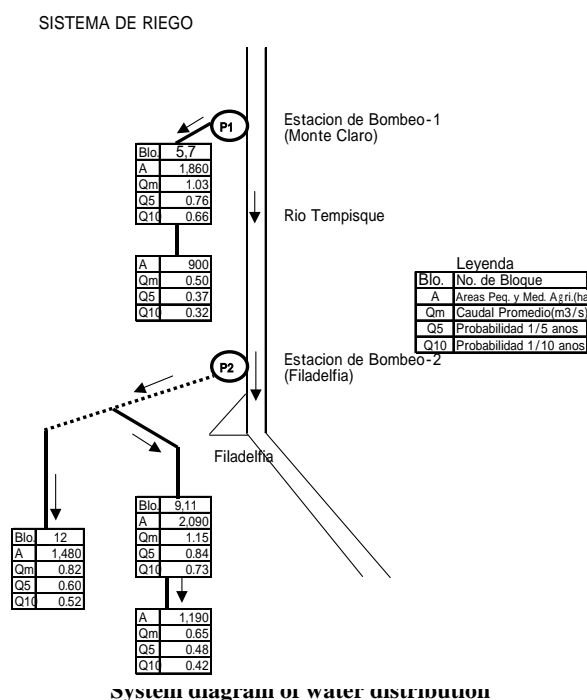 SISTEMA DE RIEGO
P1
Estacion de Bombeo-1
(Monte Claro)
Blo. 5,7
A 1,860
Qm 1.03
Q5 0.76
Q10 0.66
Rio Tempisque
A 900
Qm 0.50
Q5 0.37
Q10 0.32
Leyenda
Blo. No. de Bloque
A Areas Peq. y Med. Agri.(ha
Qm Caudal Promedio(m3/s)
Q5 Probabilidad 1/5 anos
Q10 Probabilidad 1/10 anos
P2
Estacion de Bombeo-2
(Filadelfia)
Filadelfia
Blo. 9,11
A 2,090
Qm 1.15
Q5 0.84
Q10 0.73
Blo. 12
A 1,480
Qm 0.82
Q5 0.60
Q10 0.52
A 1,190
Qm 0.65
Q5 0.48
Q10 0.42
System diagram of water distribution